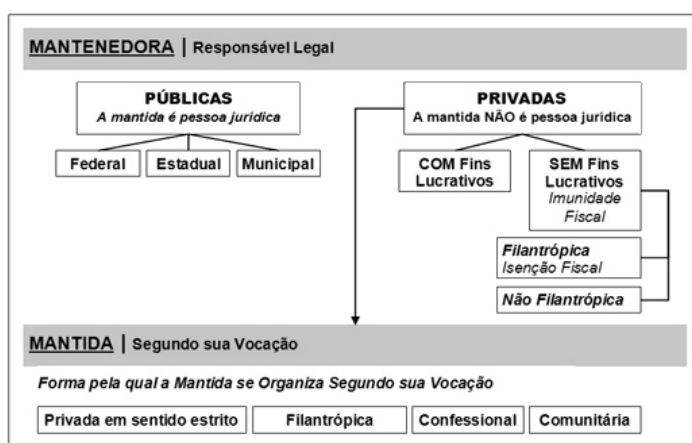 MANTENEDORA | Responsável Legal
PÚBLICAS
A mantida é pessoa jurídica
PRIVADAS
A mantida NÃO é pessoa jurídica
Federal
Estadual
Municipal
COM Fins
Lucrativos
SEM Fins
Lucrativos
Imunidade
Fiscal
Filantrópica
Isenção Fiscal
Não Filantrópica
MANTIDA | Segundo sua Vocação
Forma pela qual a Mantida se Organiza Segundo sua Vocação
Privada em sentido estrito
Filantrópica
Confessional
Comunitária